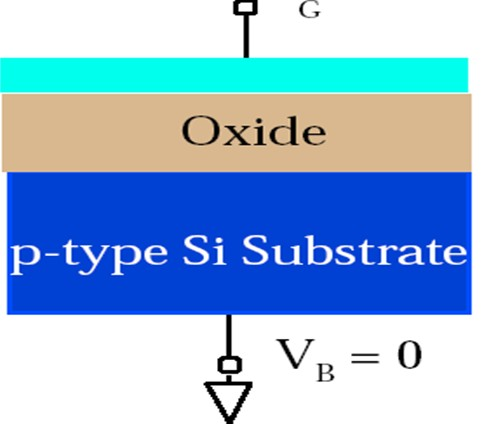 G
Oxide
p-type Si Substrate
V_B = 0